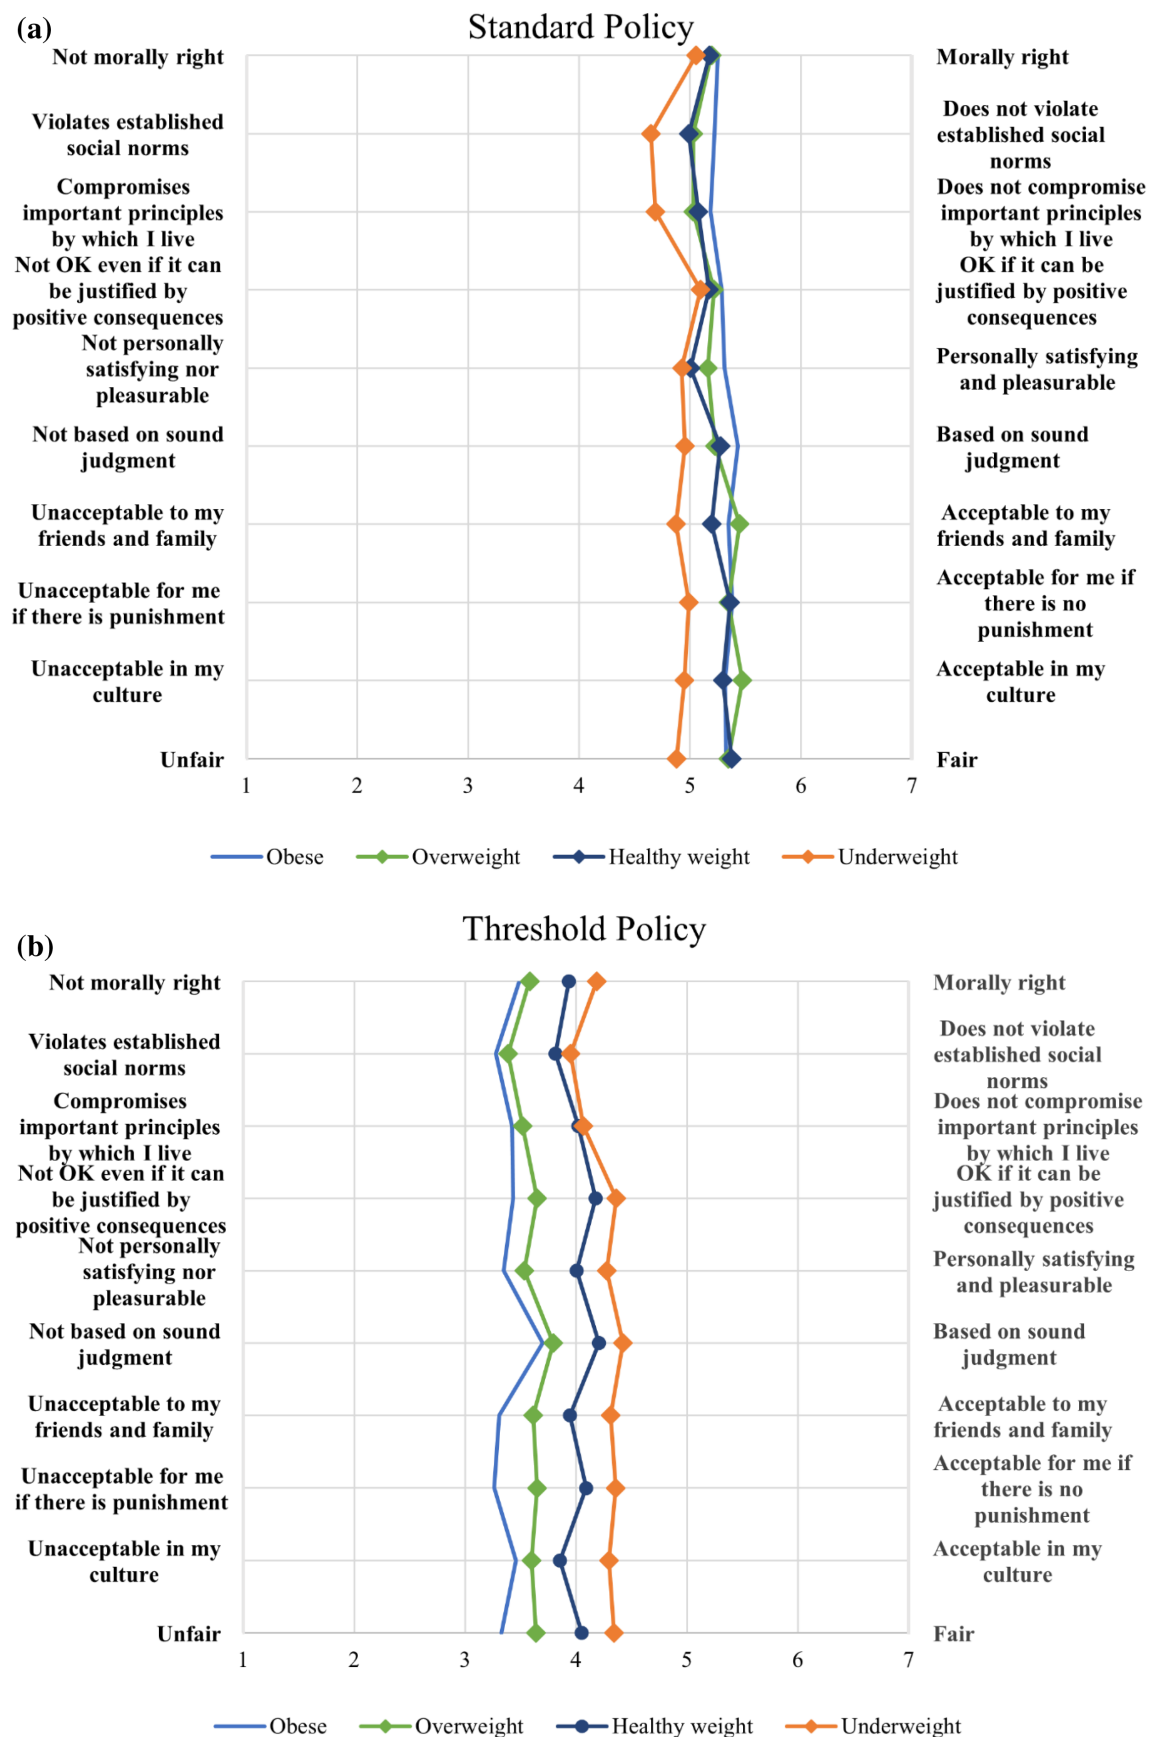 (a)
Standard Policy
Not morally right
Morally right
Violates established
social norms
Does not violate
established social
norms
Compromises
important principles
by which I live
Does not compromise
important principles
by which I live
Not OK even if it can
be justified by
positive consequences
OK if it can be
justified by positive
consequences
Not personally
satisfying nor
pleasurable
Personally satisfying
and pleasurable
Not based on sound
judgment
Based on sound
judgment
Unacceptable to my
friends and family
Acceptable to my
friends and family
Unacceptable for me
if there is punishment
Acceptable for me if
there is no
punishment
Unacceptable in my
culture
Acceptable in my
culture
Unfair
Fair
1 2 3 4 5 6 7
Obese Overweight Healthy weight Underweight
(b)
Threshold Policy
Not morally right
Morally right
Violates established
social norms
Does not violate
established social
norms
Compromises
important principles
by which I live
Does not compromise
important principles
by which I live
Not OK even if it can
be justified by
positive consequences
OK if it can be
justified by positive
consequences
Not personally
satisfying nor
pleasurable
Personally satisfying
and pleasurable
Not based on sound
judgment
Based on sound
judgment
Unacceptable to my
friends and family
Acceptable to my
friends and family
Unacceptable for me
if there is punishment
Acceptable for me if
there is no
punishment
Unacceptable in my
culture
Acceptable in my
culture
Unfair
Fair
1 2 3 4 5 6 7
Obese Overweight Healthy weight Underweight